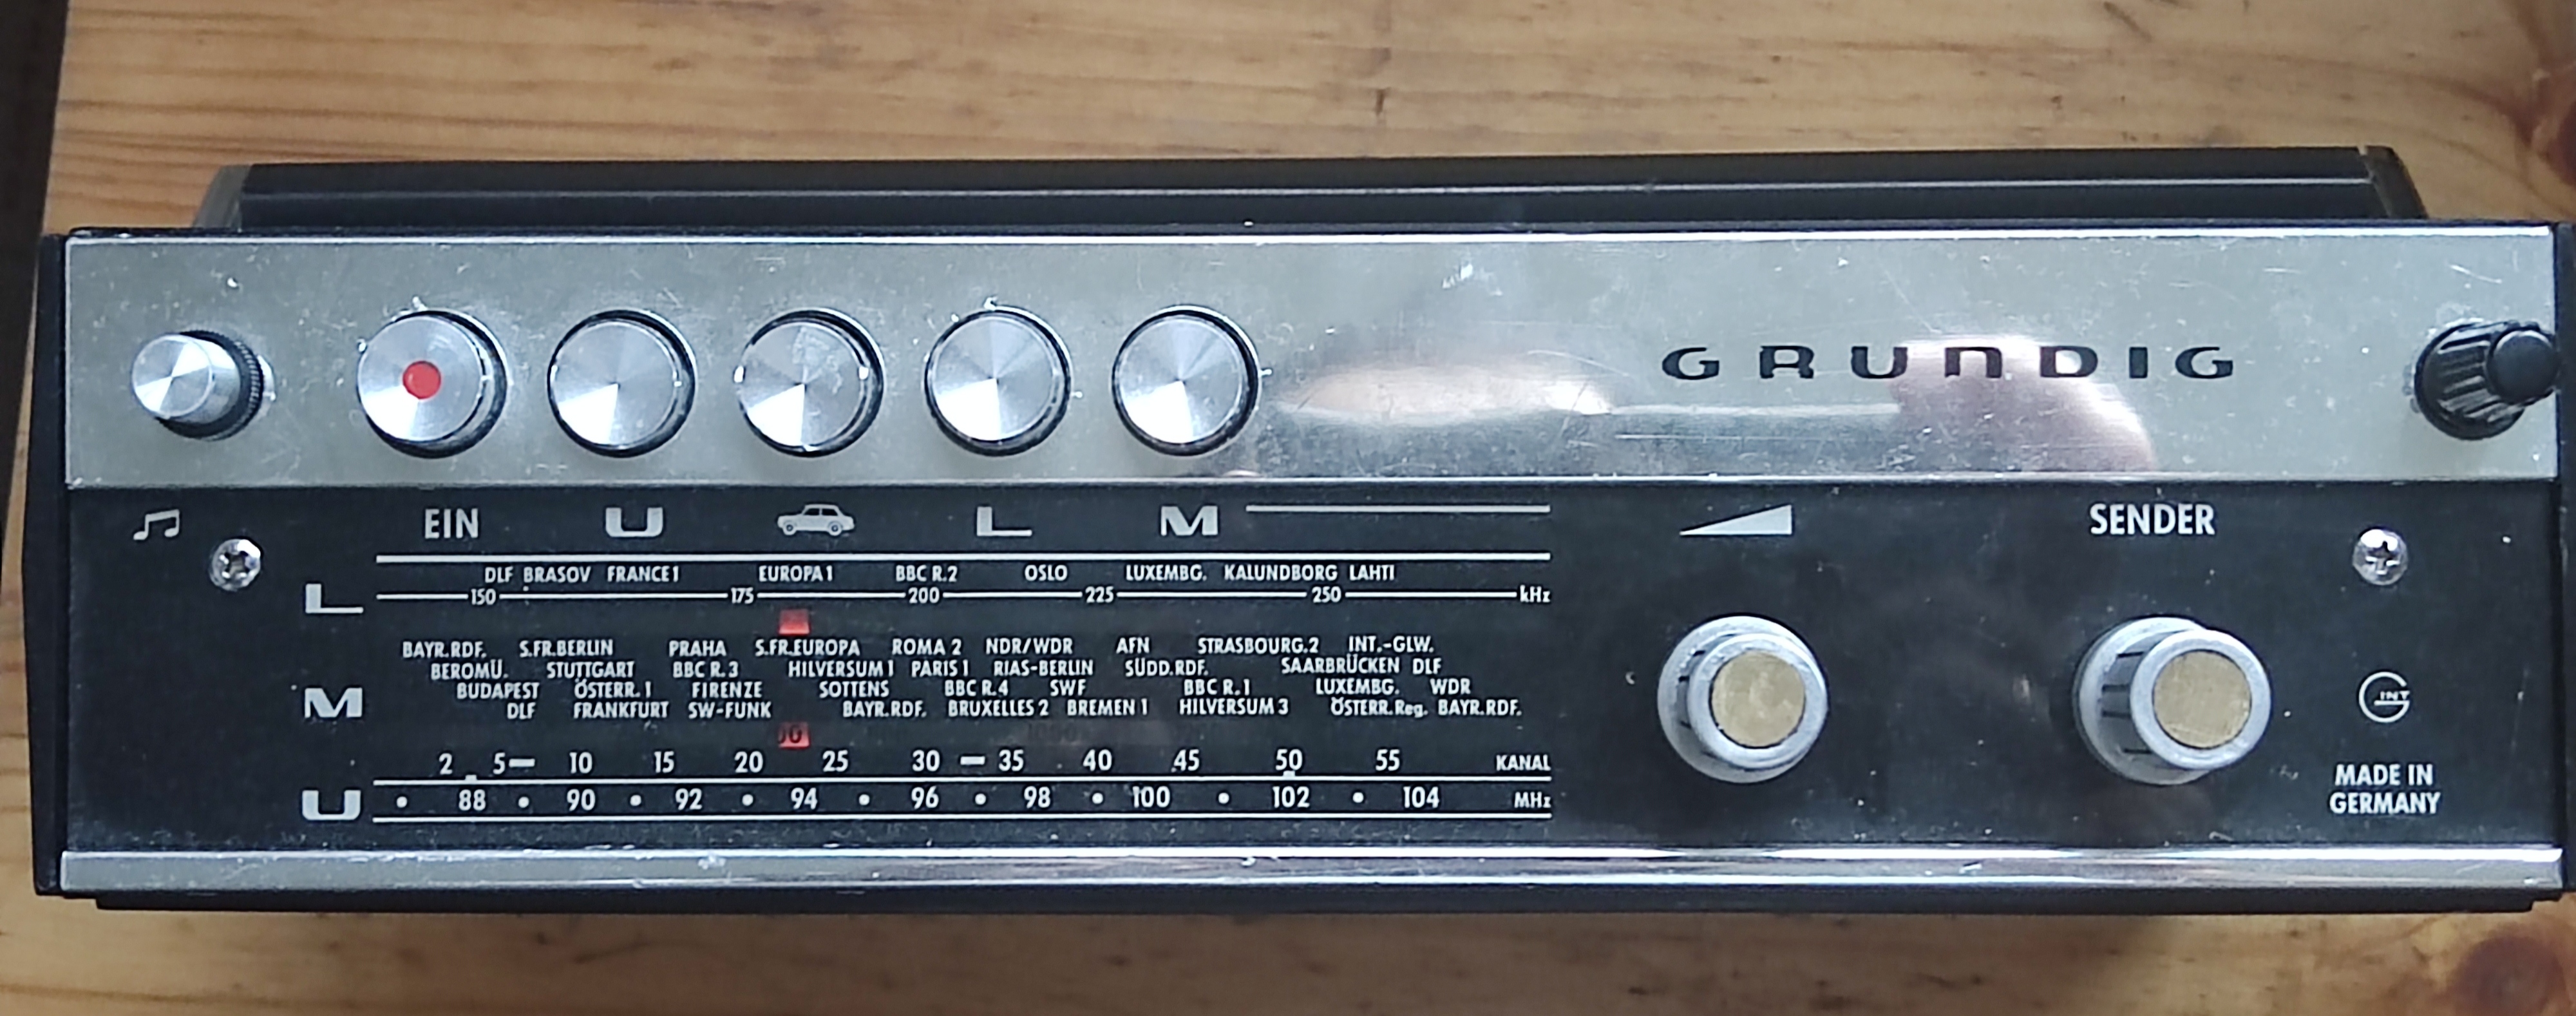 GRUNDIG
EIN U L M
SENDER
DLF BRASOV FRANCE 1 EUROPA 1 BBC R.2 OSLO LUXEMBG. KALUNDBORG LAHTI
L 150 175 200 225 250 kHz
BAYR.RDF. S.FR.BERLIN PRAHA S.FR.EUROPA ROMA 2 NDR/WDR AFN STRASBOURG.2 INT.-GLW.
BEROMÜ. STUTTGART BBC R.3 HILVERSUM 1 PARIS 1 RIAS-BERLIN SÜDD.RDF. SAARBRÜCKEN DLF
BUDAPEST ÖSTERR. 1 FIRENZE SOTTENS BBC R.4 SWF BBC R.1 LUXEMBG. WDR
M
DLF FRANKFURT SW-FUNK BAYR.RDF. BRUXELLES 2 BREMEN 1 HILVERSUM 3 ÖSTERR.Reg. BAYR.RDF.
2 5 10 15 20 25 30 35 40 45 50 55 KANAL
U 88 90 92 94 96 98 100 102 104 MHz
G INT
MADE IN
GERMANY